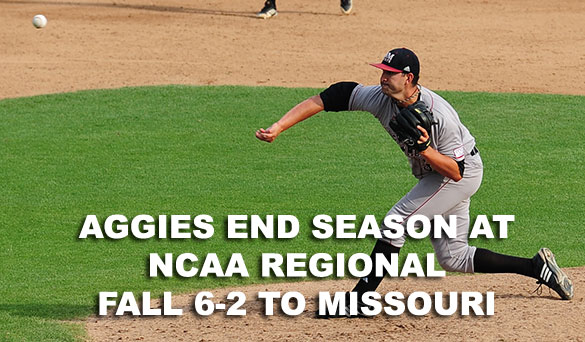 AGGIES END SEASON AT
NCAA REGIONAL
FALL 6-2 TO MISSOURI